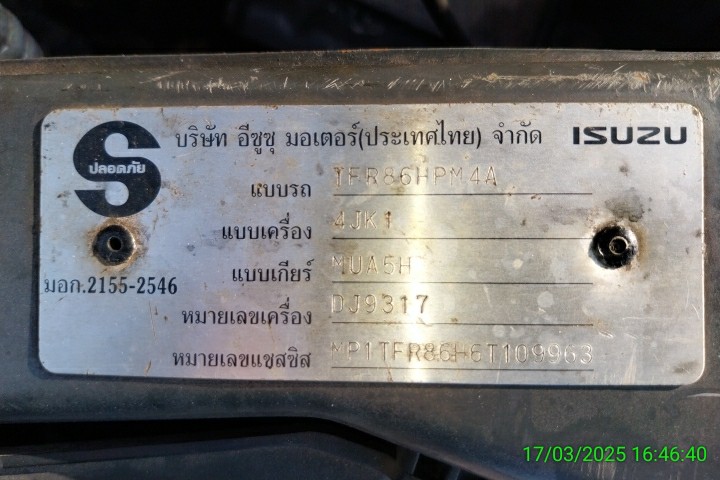 บริษัท อีซูซุ มอเตอร์(ประเทศไทย) จำกัด ISUZU
S ปลอดภัย
แบบรถ TFR86HPM4A
แบบเครื่อง 4JK1
แบบเกียร์ MUA5H
มอก.2155-2546
หมายเลขเครื่อง DJ9317
หมายเลขแชสซิส MP1TFR86H6T109963
17/03/2025 16:46:40